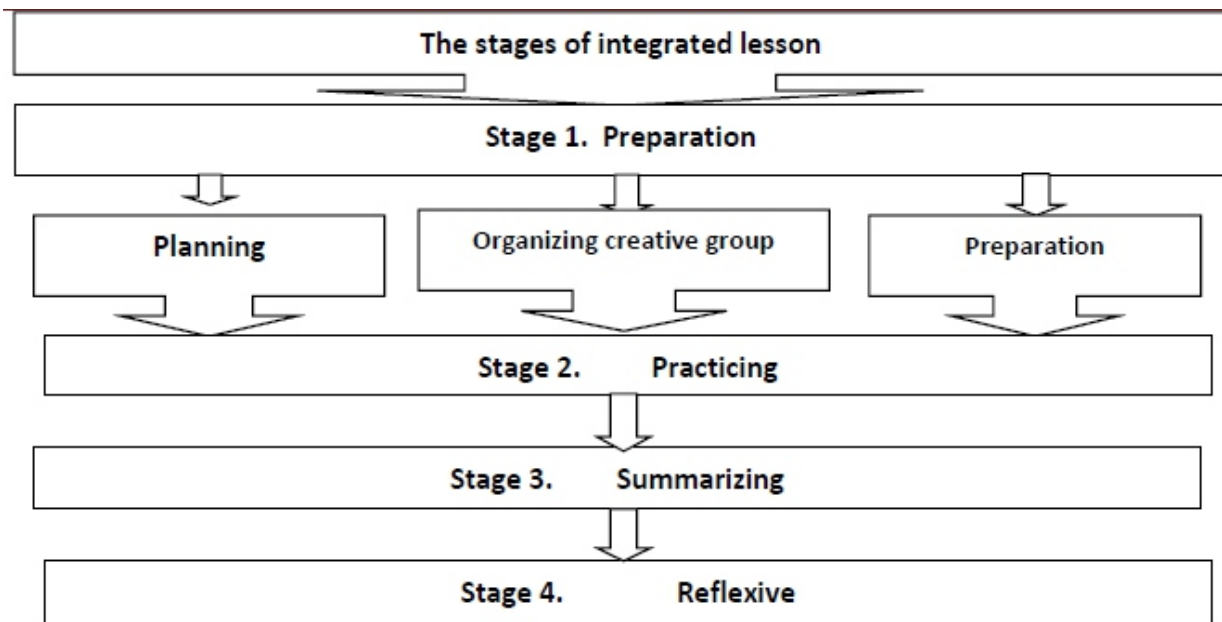 The stages of integrated lesson
Stage 1. Preparation
Planning
Organizing creative group
Preparation
Stage 2. Practicing
Stage 3. Summarizing
Stage 4. Reflexive